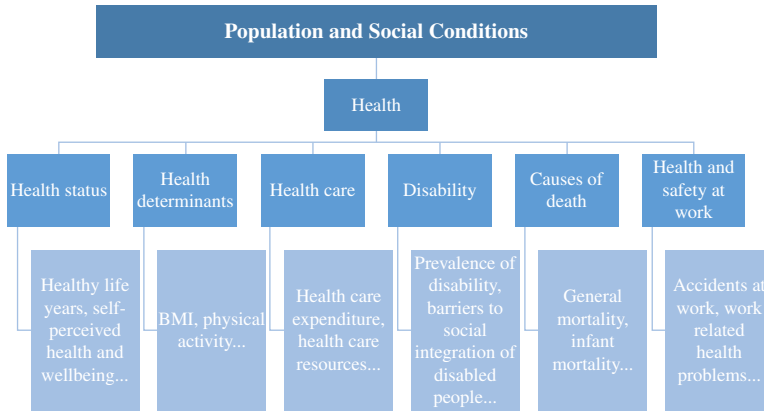 Population and Social Conditions
Health
Health status
Health
determinants
Health care
Disability
Causes of
death
Health and
safety at
work
Healthy life
years, self-
perceived
health and
wellbeing...
BMI, physical
activity...
Health care
expenditure,
health care
resources...
Prevalence of
disability,
barriers to
social
integration of
disabled
people...
General
mortality,
infant
mortality...
Accidents at
work, work
related
health
problems...